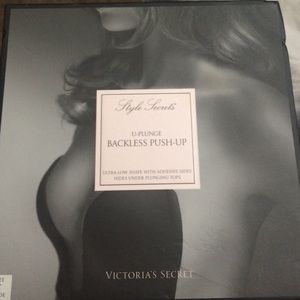 Style Secrets
U-PLUNGE
BACKLESS PUSH-UP
ULTRA-LOW SHAPE WITH ADHESIVE SIDES
HIDES UNDER PLUNGING TOPS
VICTORIA'S SECRET